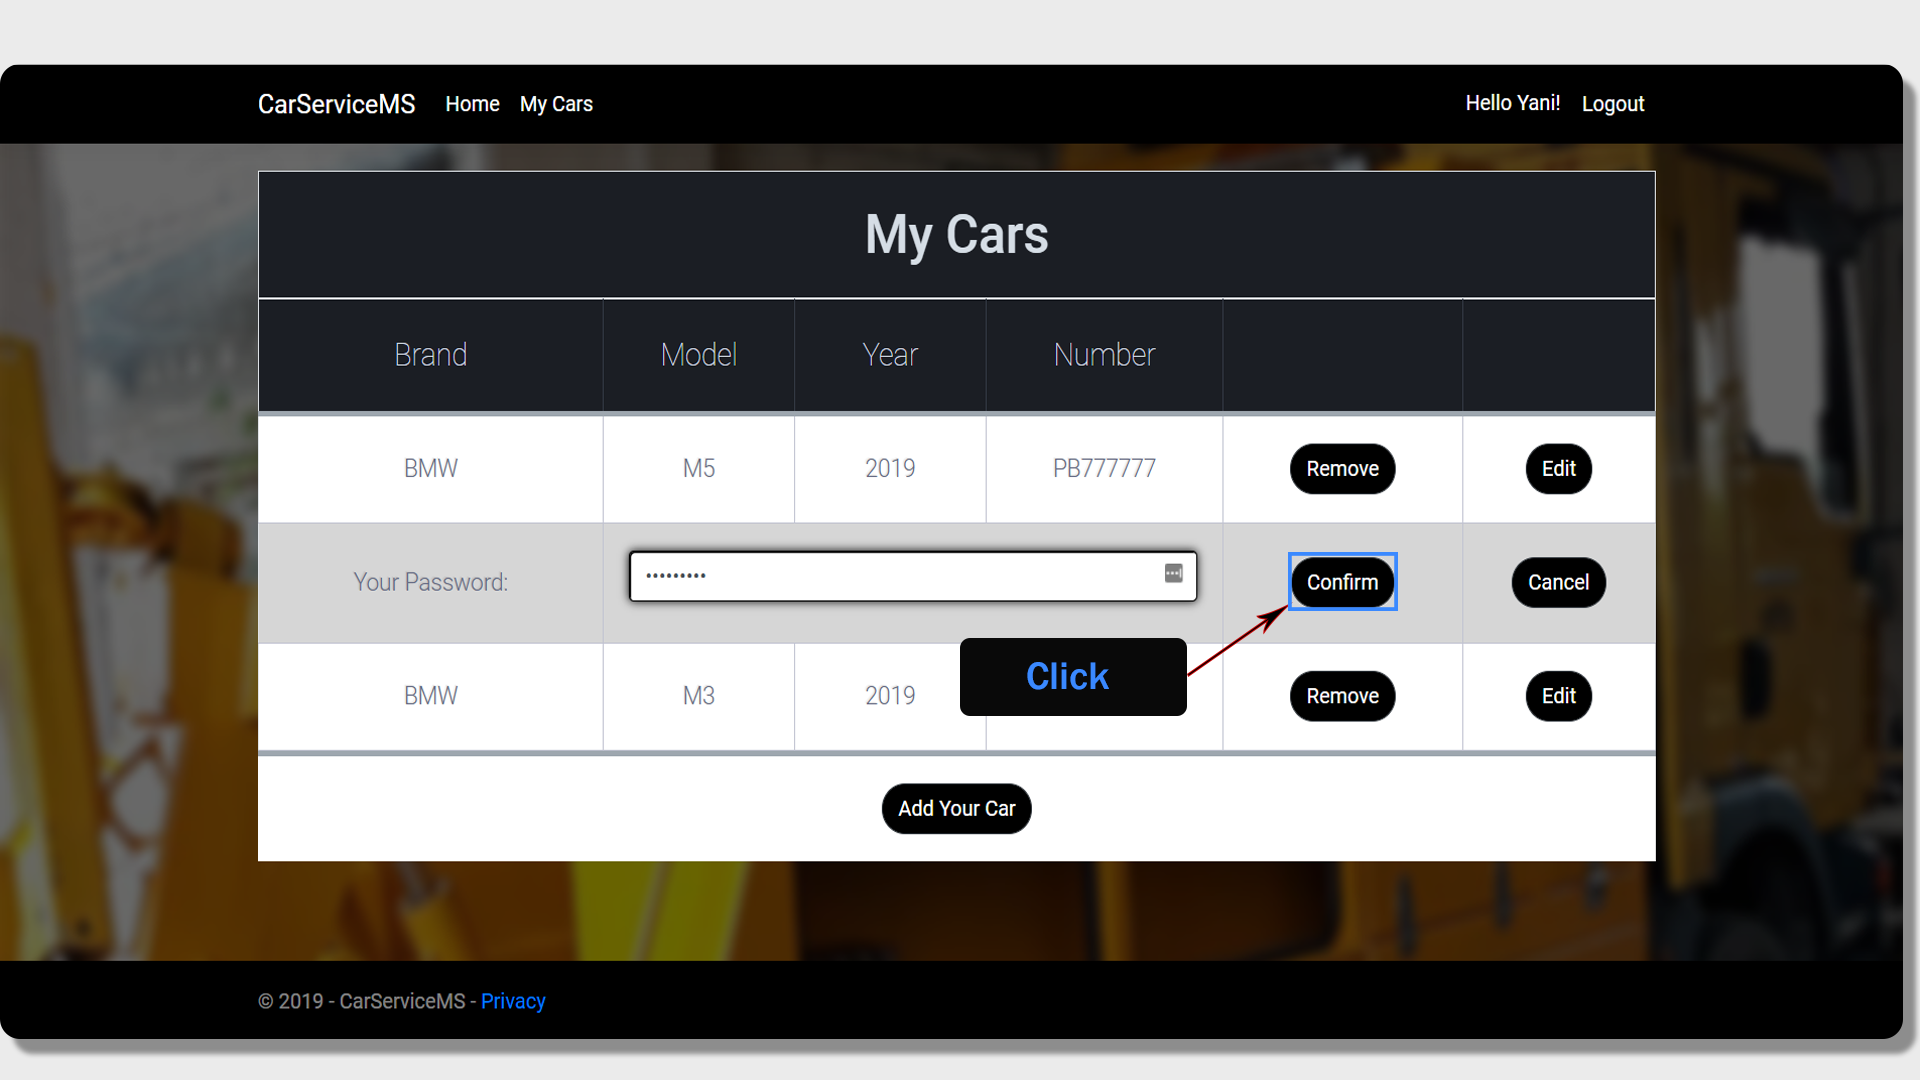 CarServiceMS Home My Cars Hello Yani! Logout
My Cars
Brand Model Year Number
BMW M5 2019 PB777777 Remove Edit
Your Password: ••••••••• Confirm Cancel
Click
BMW M3 2019 Remove Edit
Add Your Car
© 2019 - CarServiceMS - Privacy